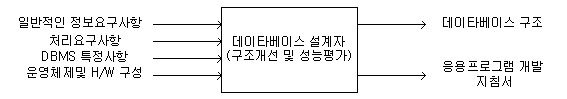 일반적인 정보요구사항
처리요구사항
DBMS 특정사항
운영체제및 H/W 구성
데이타베이스 설계자
(구조개선 및 성능평가)
데이타베이스 구조
응용프로그램 개발
지침서